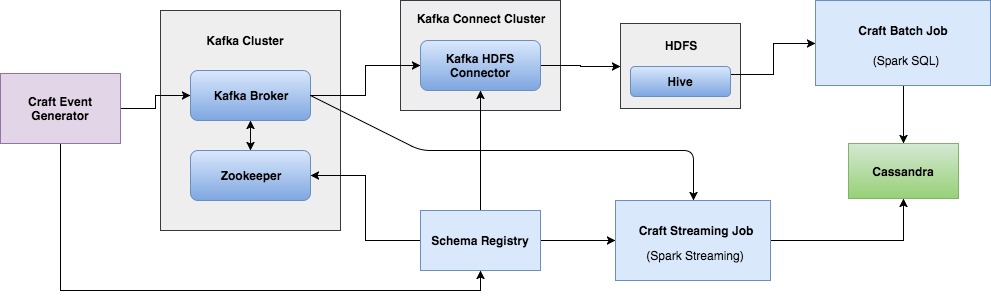 Kafka Cluster
Kafka Connect Cluster
HDFS
Craft Batch Job
(Spark SQL)
Kafka HDFS
Connector
Hive
Craft Event
Generator
Kafka Broker
Zookeeper
Cassandra
Schema Registry
Craft Streaming Job
(Spark Streaming)